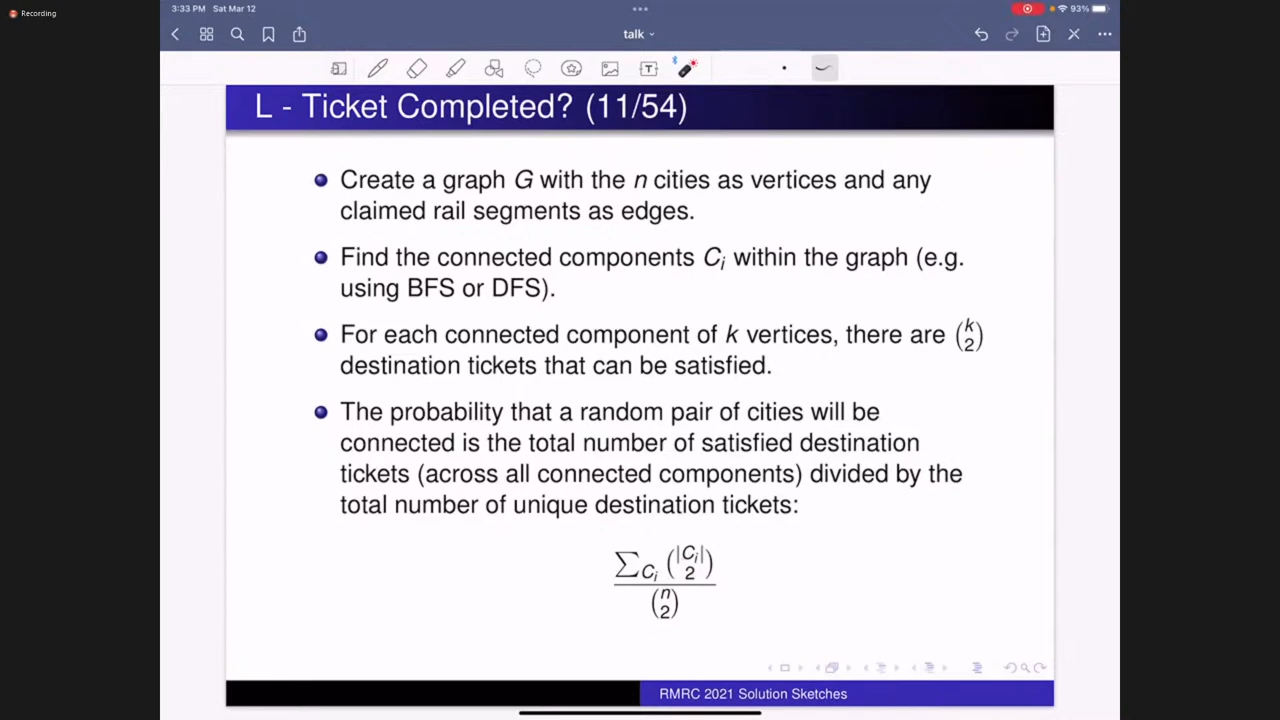 Recording
3:33 PM Sat Mar 12
93%
talk
T
L - Ticket Completed? (11/54)
Create a graph G with the n cities as vertices and any
claimed rail segments as edges.
Find the connected components C_i within the graph (e.g.
using BFS or DFS).
For each connected component of k vertices, there are (k 2)
destination tickets that can be satisfied.
The probability that a random pair of cities will be
connected is the total number of satisfied destination
tickets (across all connected components) divided by the
total number of unique destination tickets:
∑C_i (|C_i| 2)
(n 2)
RMRC 2021 Solution Sketches